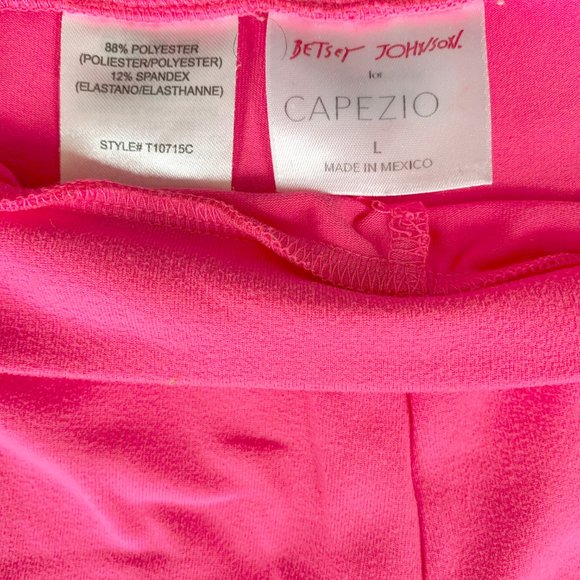 88% POLYESTER
(POLIESTER/POLYESTER)
12% SPANDEX
(ELASTANO/ELASTHANNE)
STYLE# T10715C
BETSEY JOHNSON.
for
CAPEZIO
L
MADE IN MEXICO